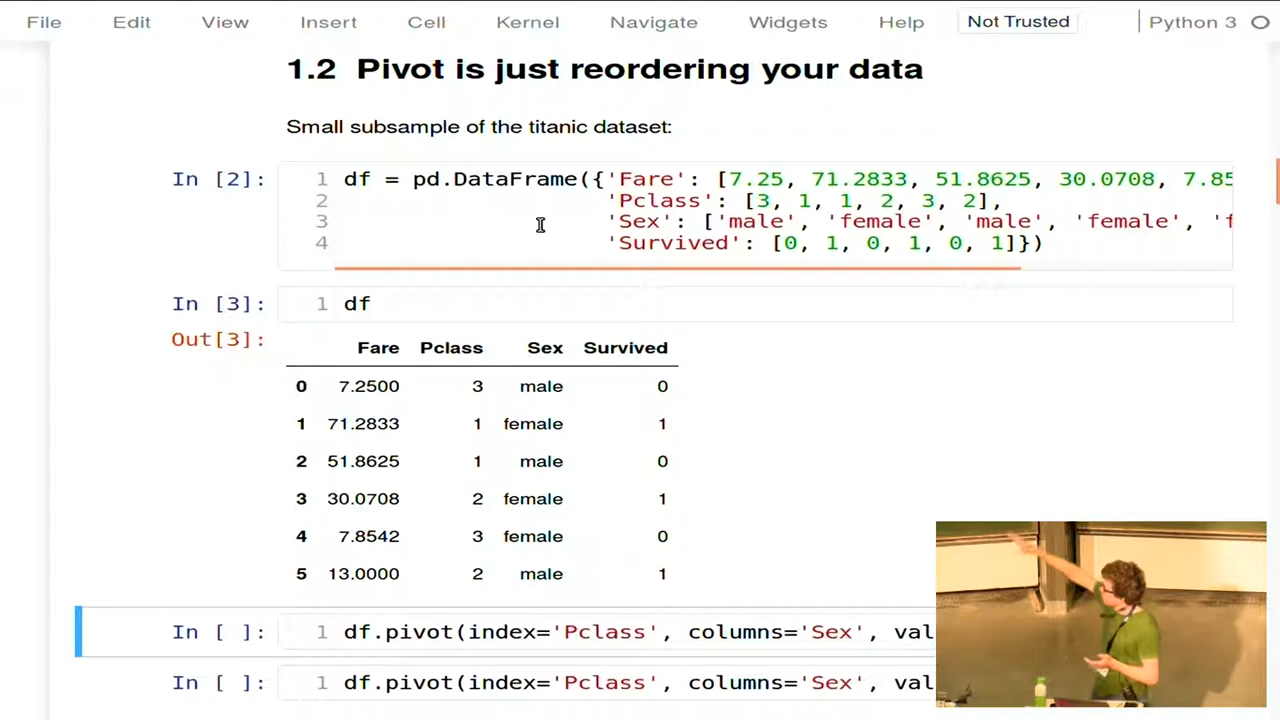 File Edit View Insert Cell Kernel Navigate Widgets Help Not Trusted Python 3
1.2 Pivot is just reordering your data
Small subsample of the titanic dataset:
In [2]: 1 df = pd.DataFrame({'Fare': [7.25, 71.2833, 51.8625, 30.0708, 7.85
2 'Pclass': [3, 1, 1, 2, 3, 2],
3 'Sex': ['male', 'female', 'male', 'female', 'f
4 'Survived': [0, 1, 0, 1, 0, 1]})
In [3]: 1 df
Out[3]:
Fare Pclass Sex Survived
0 7.2500 3 male 0
1 71.2833 1 female 1
2 51.8625 1 male 0
3 30.0708 2 female 1
4 7.8542 3 female 0
5 13.0000 2 male 1
In [ ]: 1 df.pivot(index='Pclass', columns='Sex', val
In [ ]: 1 df.pivot(index='Pclass', columns='Sex', val